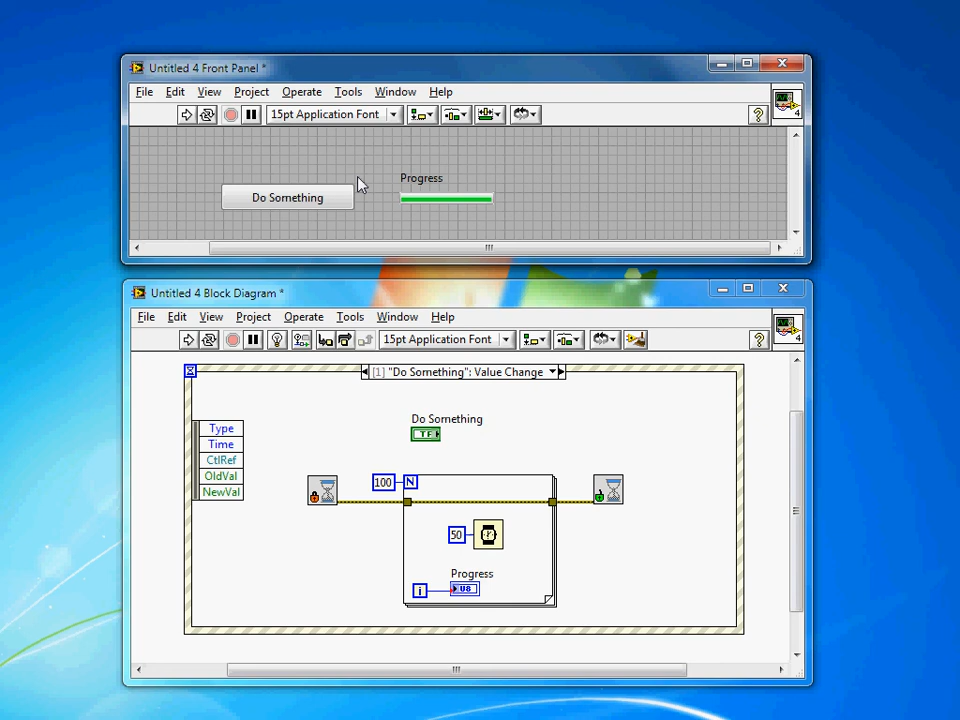 Untitled 4 Front Panel *
File Edit View Project Operate Tools Window Help
15pt Application Font
?
4
Progress
Do Something
Untitled 4 Block Diagram *
File Edit View Project Operate Tools Window Help
15pt Application Font
?
4
[1] "Do Something": Value Change
Do Something
TF
Type
Time
CtlRef
OldVal
NewVal
100 N
50
Progress
i U8